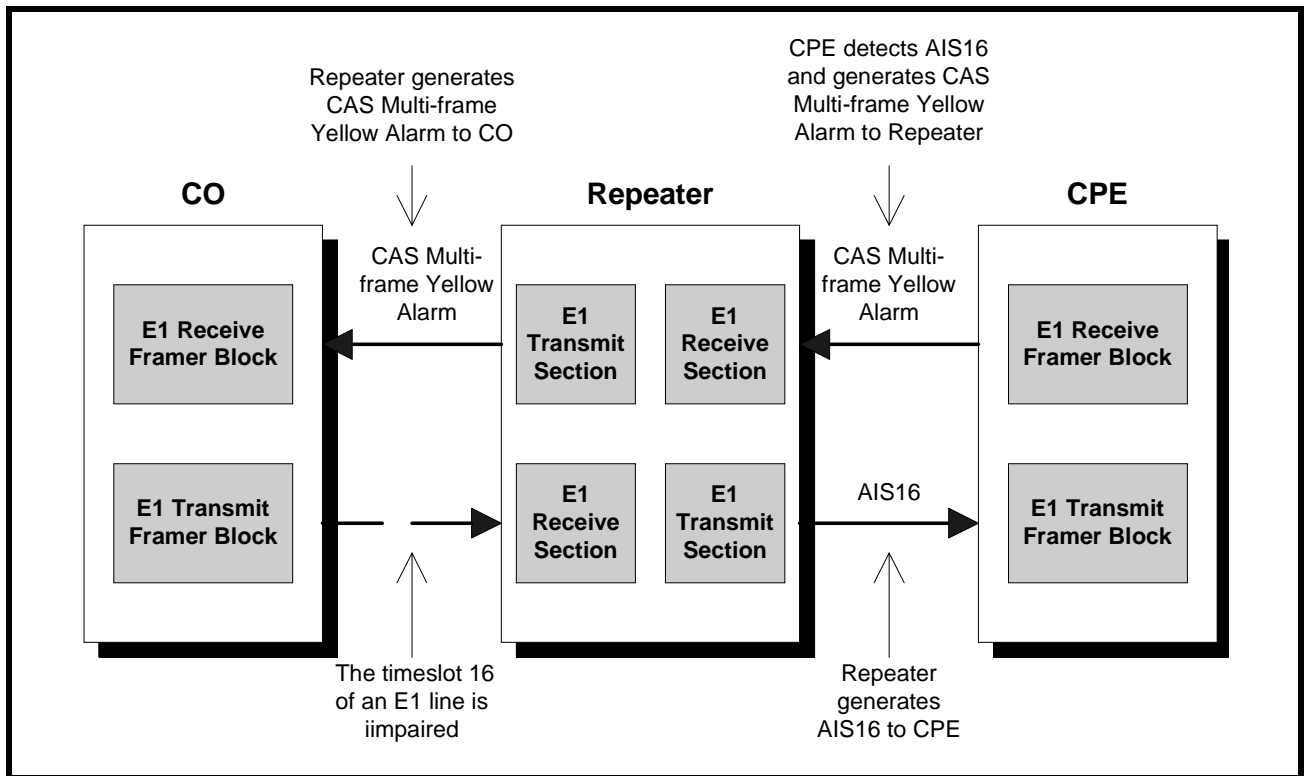 Repeater generates
CAS Multi-frame
Yellow Alarm to CO
CPE detects AIS16
and generates CAS
Multi-frame Yellow
Alarm to Repeater
CO
Repeater
CPE
CAS Multi-
frame Yellow
Alarm
CAS Multi-
frame Yellow
Alarm
E1 Receive
Framer Block
E1
Transmit
Section
E1
Receive
Section
E1 Receive
Framer Block
E1 Transmit
Framer Block
E1
Receive
Section
E1
Transmit
Section
AIS16
E1 Transmit
Framer Block
The timeslot 16
of an E1 line is
iimpaired
Repeater
generates
AIS16 to CPE